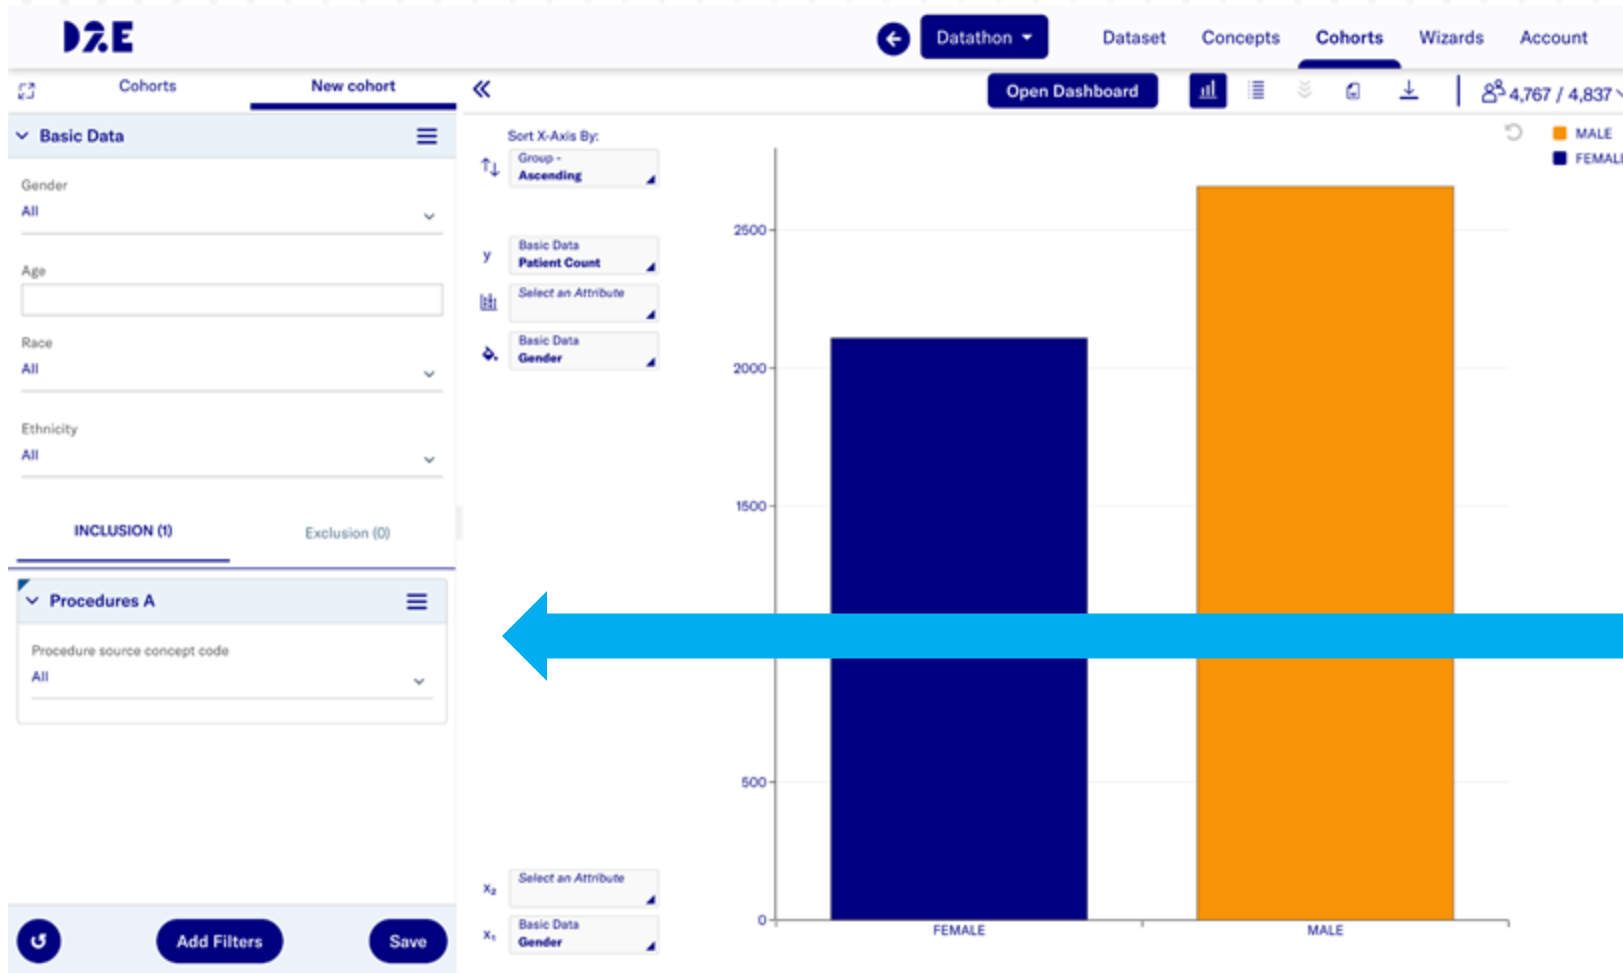 D2E
Datathon
Dataset
Concepts
Cohorts
Wizards
Account
Cohorts
New cohort
Open Dashboard
4,767 / 4,837
Basic Data
Gender
All
Age
Race
All
Ethnicity
All
INCLUSION (1)
Exclusion (0)
Procedures A
Procedure source concept code
All
Add Filters
Save
Sort X-Axis By:
Group -
Ascending
y
Basic Data
Patient Count
Select an Attribute
Basic Data
Gender
x₂
Select an Attribute
x₁
Basic Data
Gender
MALE
FEMALE
2500
2000
1500
500
0
FEMALE
MALE